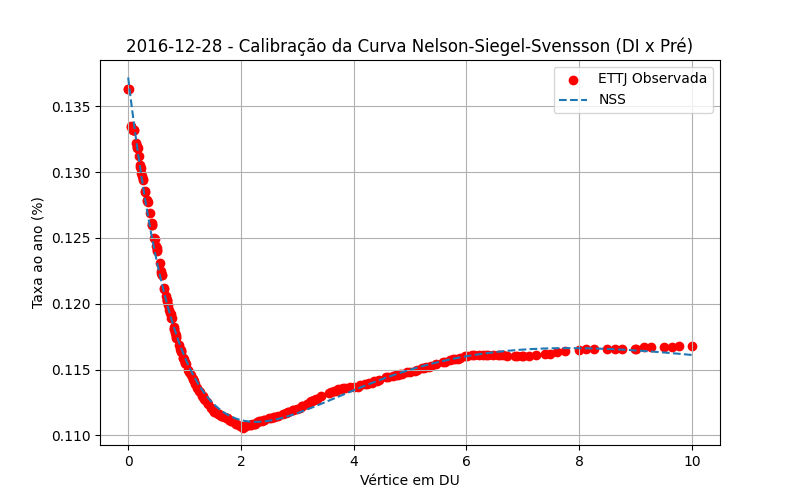 2016-12-28 - Calibração da Curva Nelson-Siegel-Svensson (DI x Pré)
ETTJ Observada
NSS
Taxa ao ano (%)
0.135
0.130
0.125
0.120
0.115
0.110
0 2 4 6 8 10
Vértice em DU